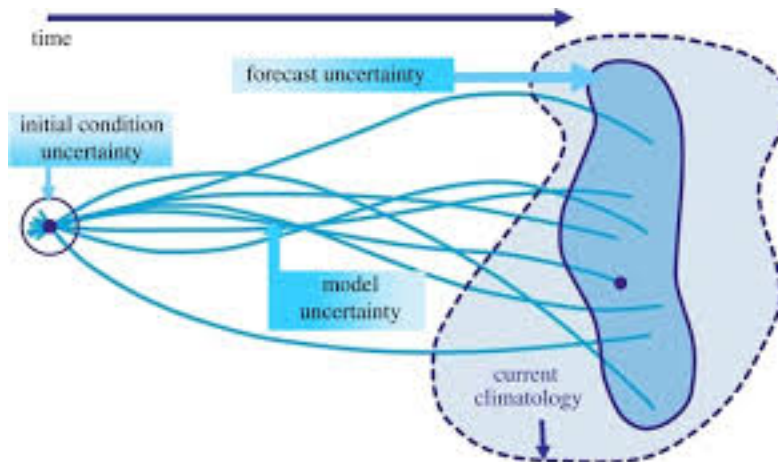 time
forecast uncertainty
initial condition
uncertainty
model
uncertainty
current
climatology